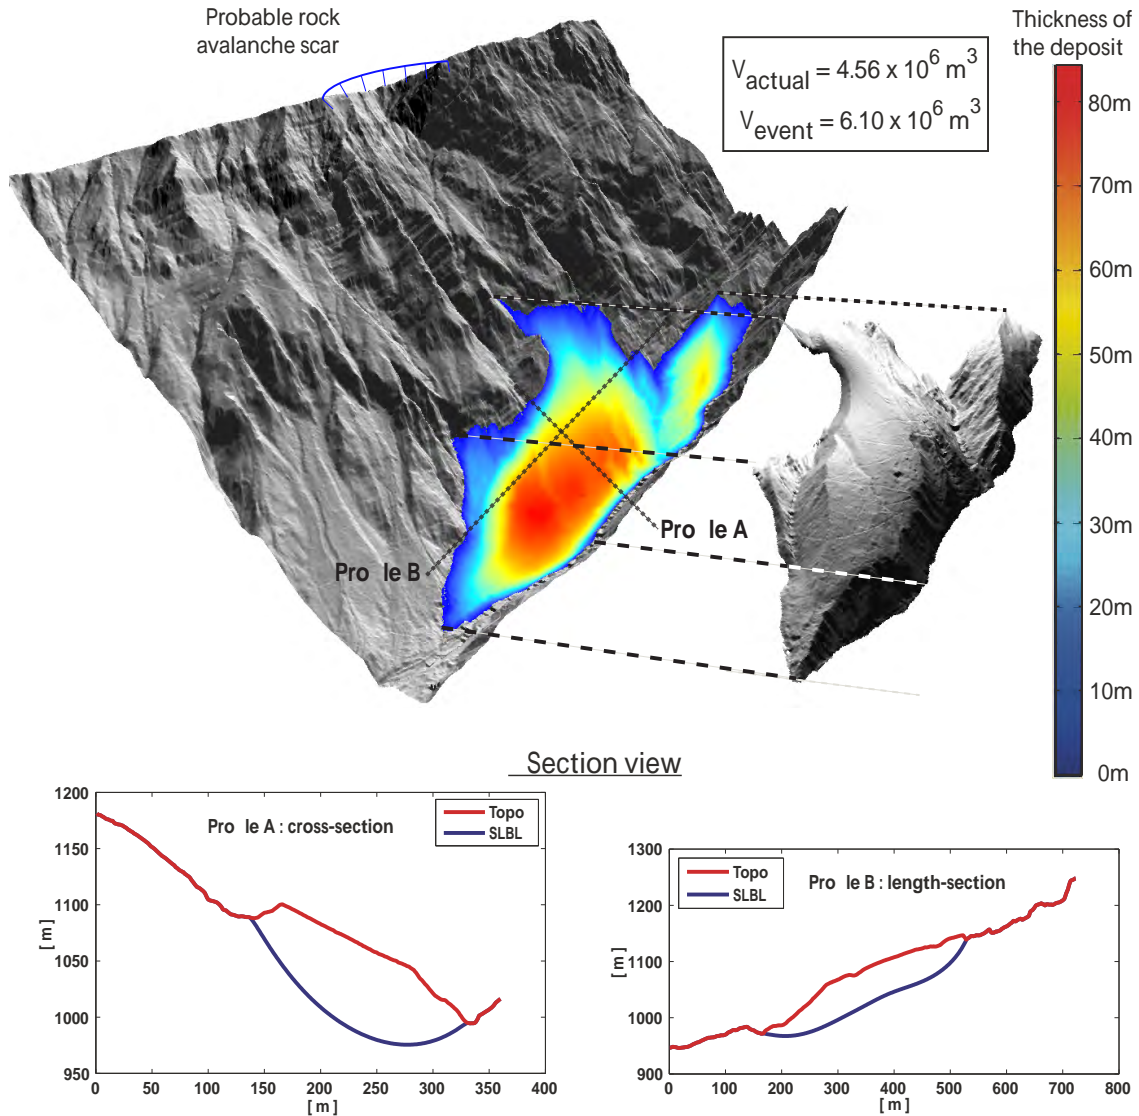 Probable rock
avalanche scar
V actual = 4.56 x 10^6 m^3
V event = 6.10 x 10^6 m^3
Thickness of
the deposit
80m
70m
60m
50m
40m
30m
20m
10m
0m
Pro le A
Pro le B
Section view
Pro le A : cross-section
Topo
SLBL
1200
1150
1100
1050
1000
950
[ m ]
0 50 100 150 200 250 300 350 400
[ m ]
Pro le B : length-section
Topo
SLBL
1300
1200
1100
1000
900
[ m ]
0 100 200 300 400 500 600 700 800
[ m ]